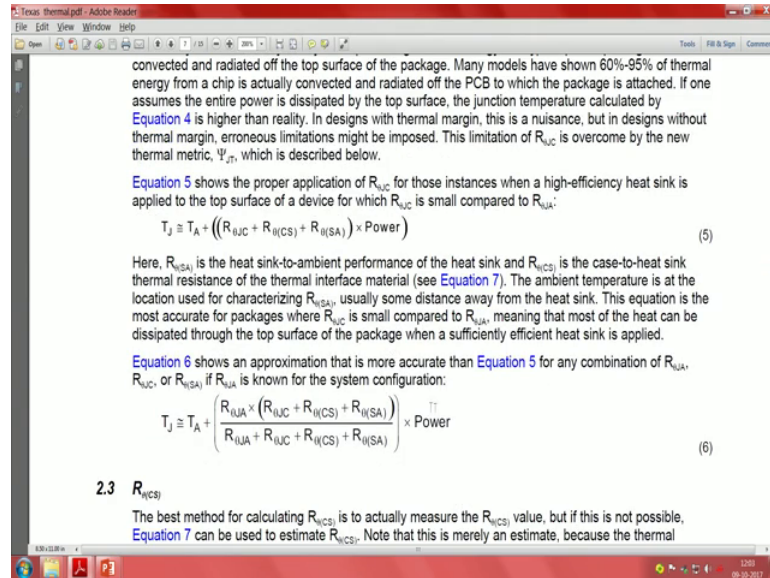 Texas thermal.pdf - Adobe Reader
File Edit View Window Help
Open 7 / 13 200% Tools Fill & Sign Comment
convected and radiated off the top surface of the package. Many models have shown 60%-95% of thermal
energy from a chip is actually convected and radiated off the PCB to which the package is attached. If one
assumes the entire power is dissipated by the top surface, the junction temperature calculated by
Equation 4 is higher than reality. In designs with thermal margin, this is a nuisance, but in designs without
thermal margin, erroneous limitations might be imposed. This limitation of RθJC is overcome by the new
thermal metric, ΨJT, which is described below.
Equation 5 shows the proper application of RθJC for those instances when a high-efficiency heat sink is
applied to the top surface of a device for which RθJC is small compared to RθJA:
TJ ≅ TA + ((RθJC + Rθ(CS) + Rθ(SA)) × Power)
(5)
Here, Rθ(SA) is the heat sink-to-ambient performance of the heat sink and Rθ(CS) is the case-to-heat sink
thermal resistance of the thermal interface material (see Equation 7). The ambient temperature is at the
location used for characterizing Rθ(SA), usually some distance away from the heat sink. This equation is the
most accurate for packages where RθJC is small compared to RθJA, meaning that most of the heat can be
dissipated through the top surface of the package when a sufficiently efficient heat sink is applied.
Equation 6 shows an approximation that is more accurate than Equation 5 for any combination of RθJA,
RθJC, or Rθ(SA) if RθJA is known for the system configuration:
TJ ≅ TA + (RθJA × (RθJC + Rθ(CS) + Rθ(SA)) / RθJA + RθJC + Rθ(CS) + Rθ(SA)) × Power
(6)
2.3 Rθ(CS)
The best method for calculating Rθ(CS) is to actually measure the Rθ(CS) value, but if this is not possible,
Equation 7 can be used to estimate Rθ(CS). Note that this is merely an estimate, because the thermal
8.50 x 11.00 in
12:03
09-10-2017